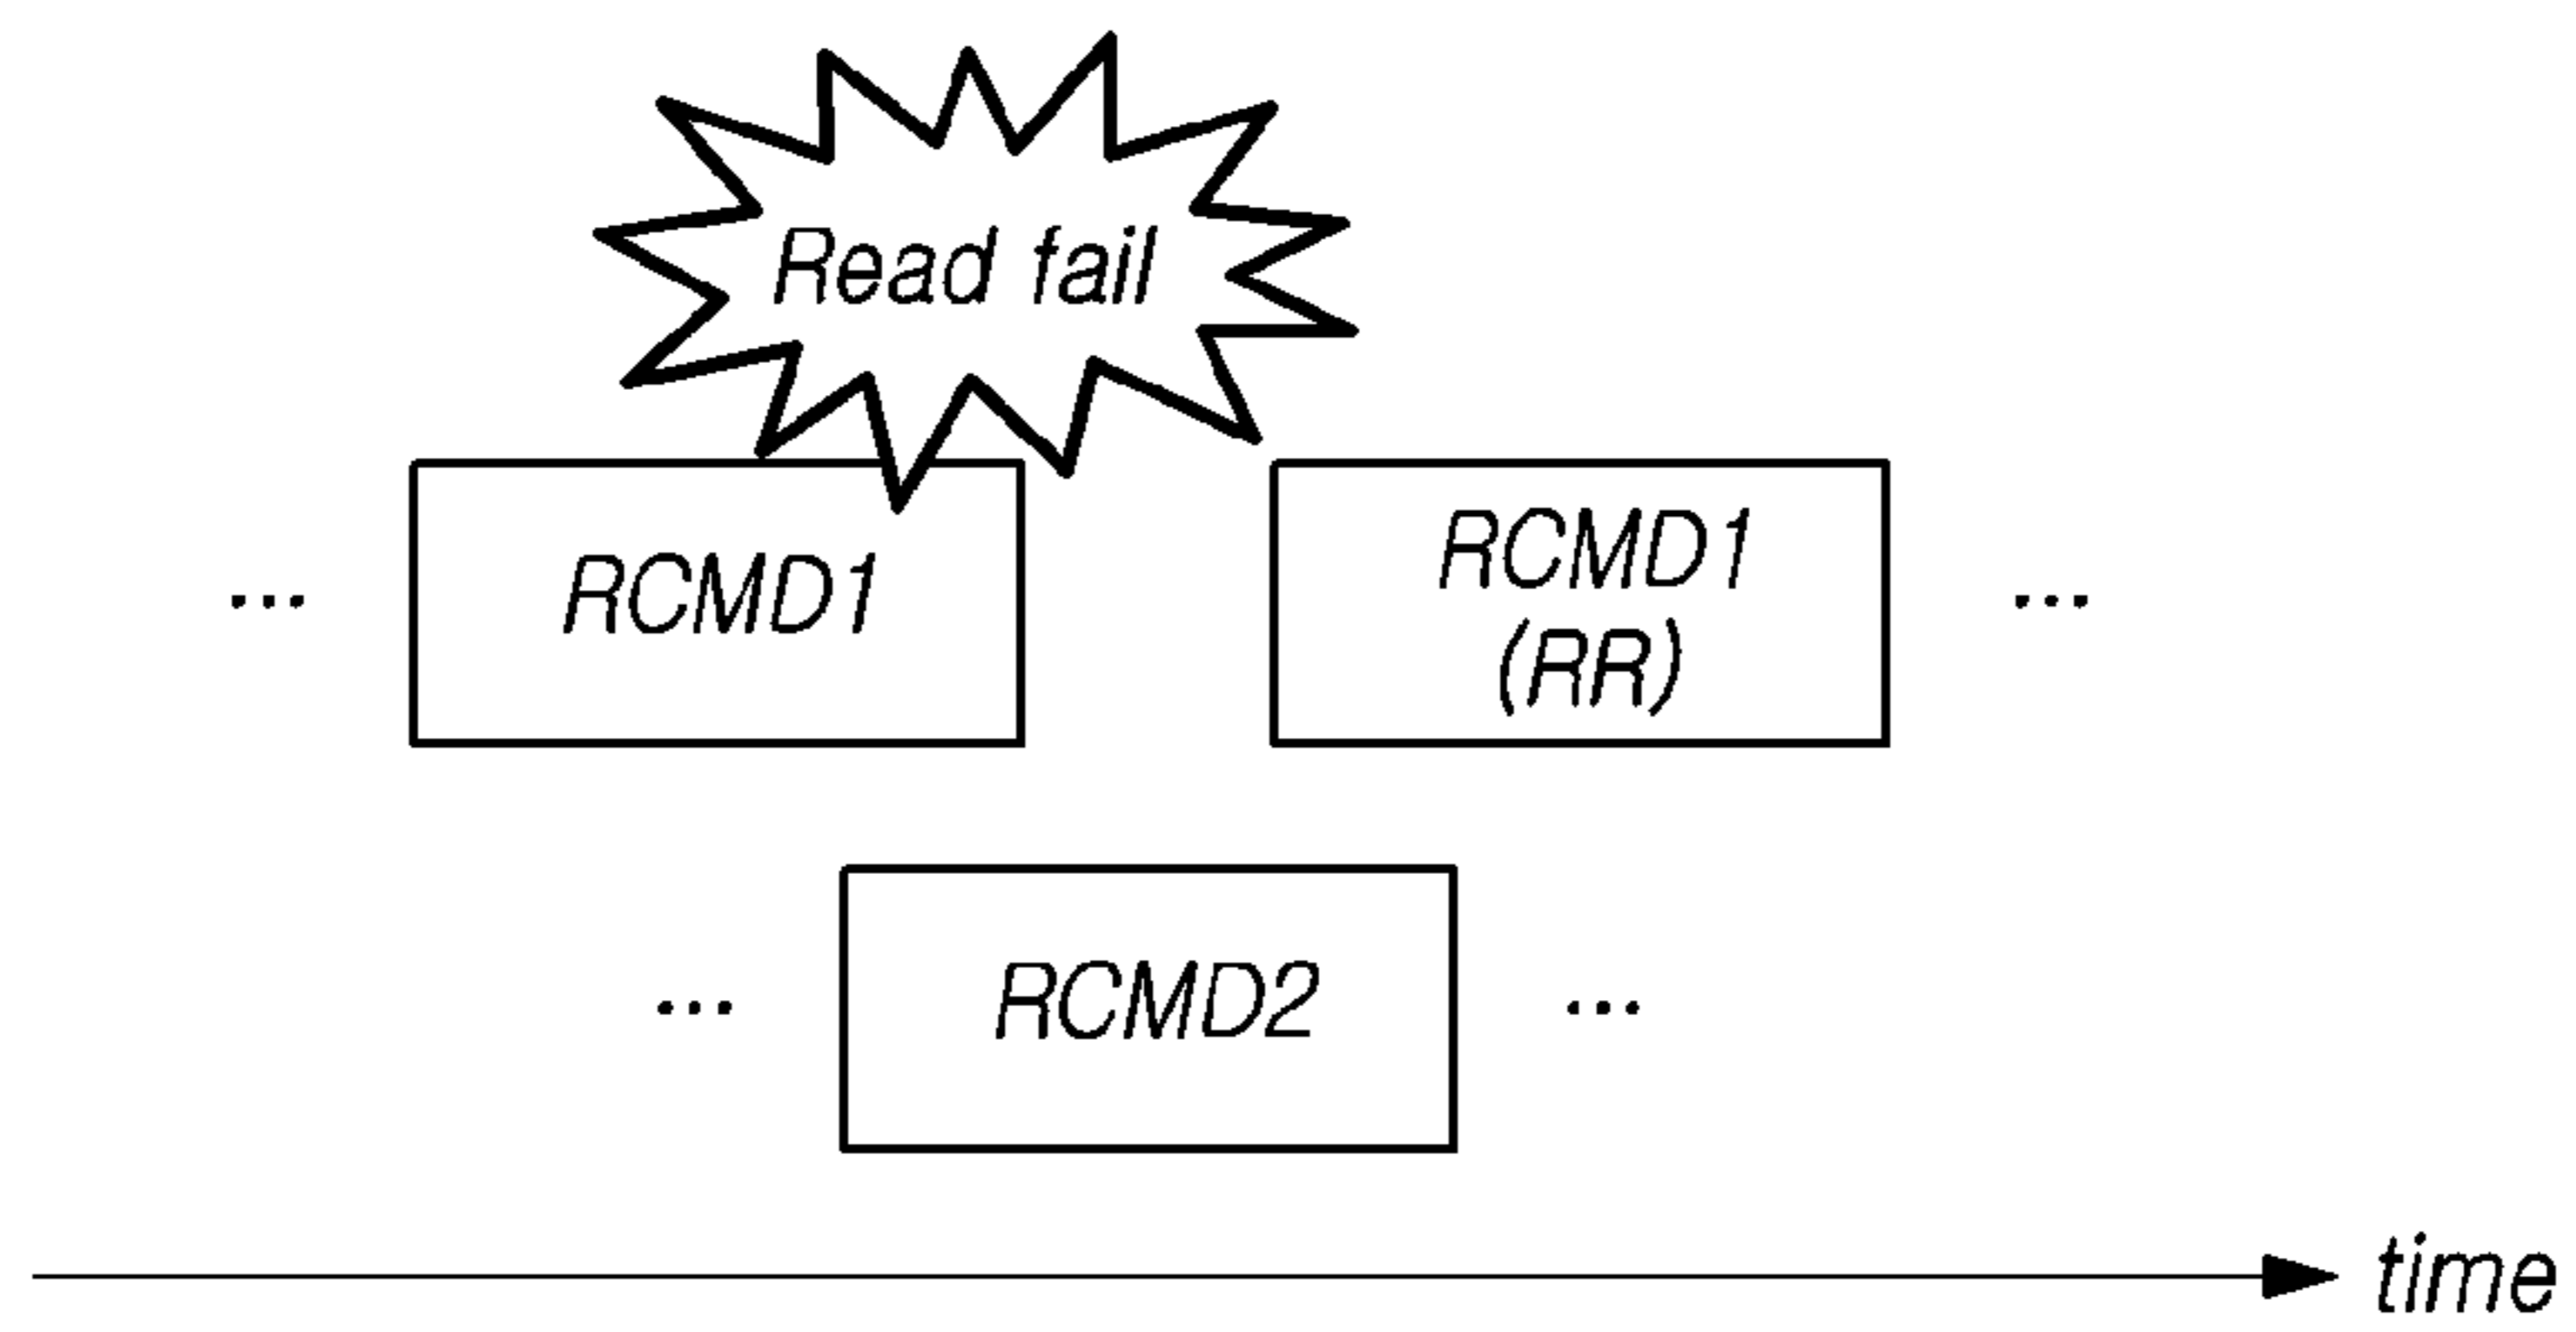 Read fail
... RCMD1
RCMD1
(RR) ...
... RCMD2 ...
time